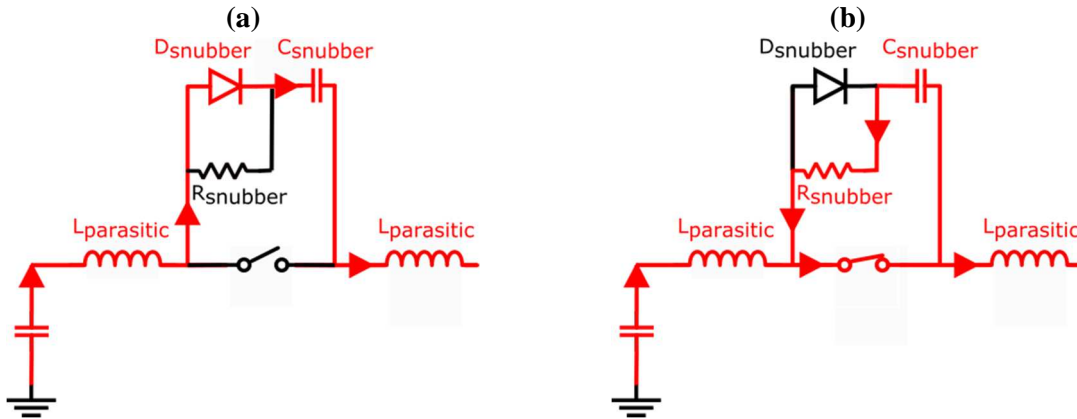 (a)
Dsnubber Csnubber
Rsnubber
Lparasitic
Lparasitic
(b)
Dsnubber Csnubber
Rsnubber
Lparasitic
Lparasitic